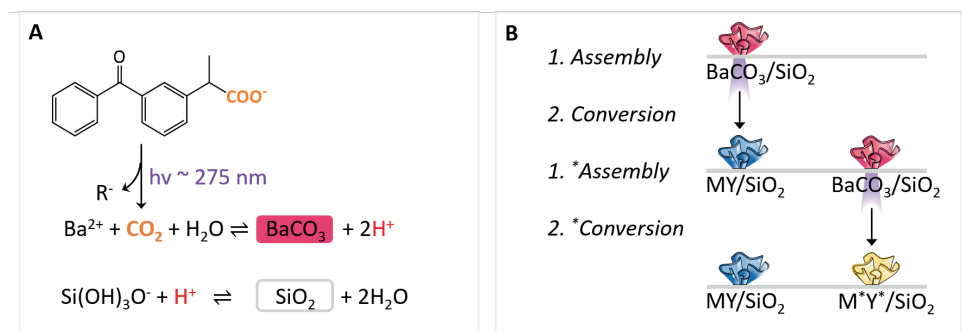 A
O
COO⁻
hν ~ 275 nm
R⁻
Ba²⁺ + CO₂ + H₂O ⇌ BaCO₃ + 2H⁺
Si(OH)₃O⁻ + H⁺ ⇌ SiO₂ + 2H₂O
B
1. Assembly
BaCO₃/SiO₂
2. Conversion
1. *Assembly
MY/SiO₂ BaCO₃/SiO₂
2. *Conversion
MY/SiO₂ M*Y*/SiO₂